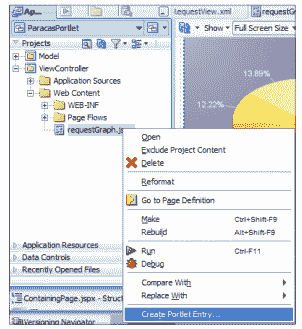 Ap...
requestView.xml
requestG
ParacasPortlet
Show
Full Screen Size
Projects
Model
ViewController
Application Sources
Web Content
WEB-INF
Page Flows
requestGraph.js
13.89%
12.22%
Open
Exclude Project Content
Delete
Reformat
Go to Page Definition
Make Ctrl+Shift-F9
Rebuild Alt+Shift-F9
Run Ctrl-F11
Debug
Compare With
Replace With
Create Portlet Entry...
Application Resources
Data Controls
Recently Opened Files
ContainingPage.jspx - Struct
Versioning Navigator